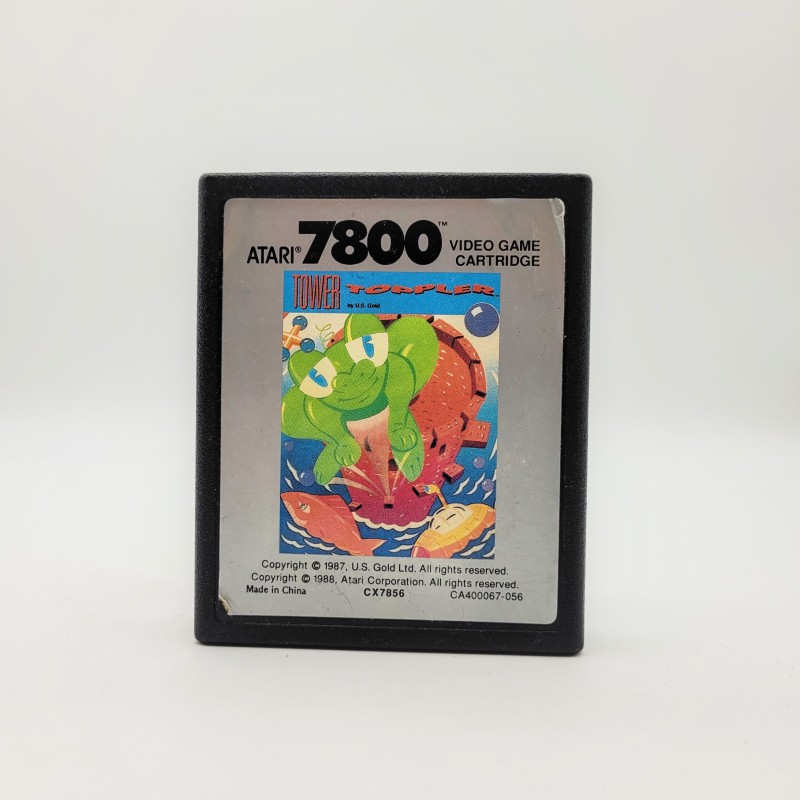 ATARI® 7800™ VIDEO GAME
CARTRIDGE
TOWER TOPPLER™
by U.S. Gold
Copyright © 1987, U.S. Gold Ltd. All rights reserved.
Copyright © 1988, Atari Corporation. All rights reserved.
Made in China CX7856 CA400067-056